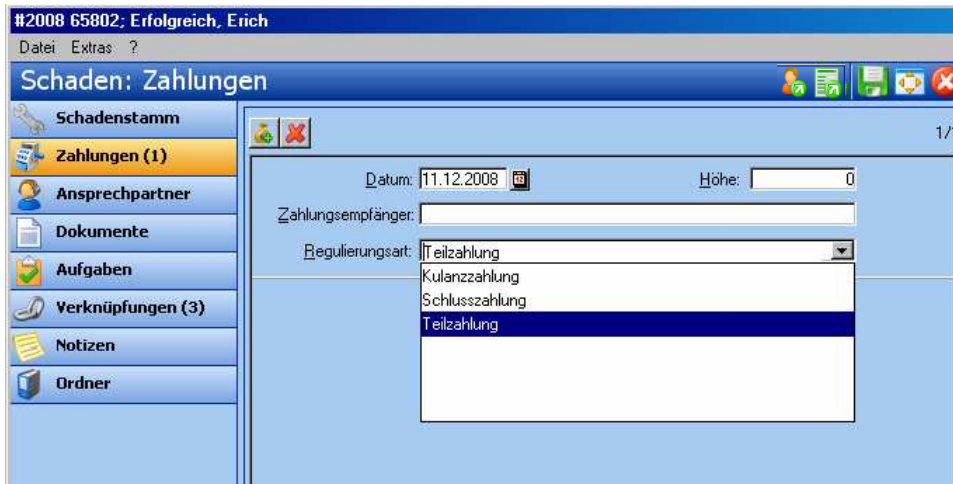 #2008 65802; Erfolgreich, Erich
Datei Extras ?
Schaden: Zahlungen
Schadenstamm
Zahlungen (1)
Ansprechpartner
Dokumente
Aufgaben
Verknüpfungen (3)
Notizen
Ordner
1/
Datum: 11.12.2008 Höhe: 0
Zahlungsempfänger:
Regulierungsart: Teilzahlung
Kulanzzahlung
Schlusszahlung
Teilzahlung